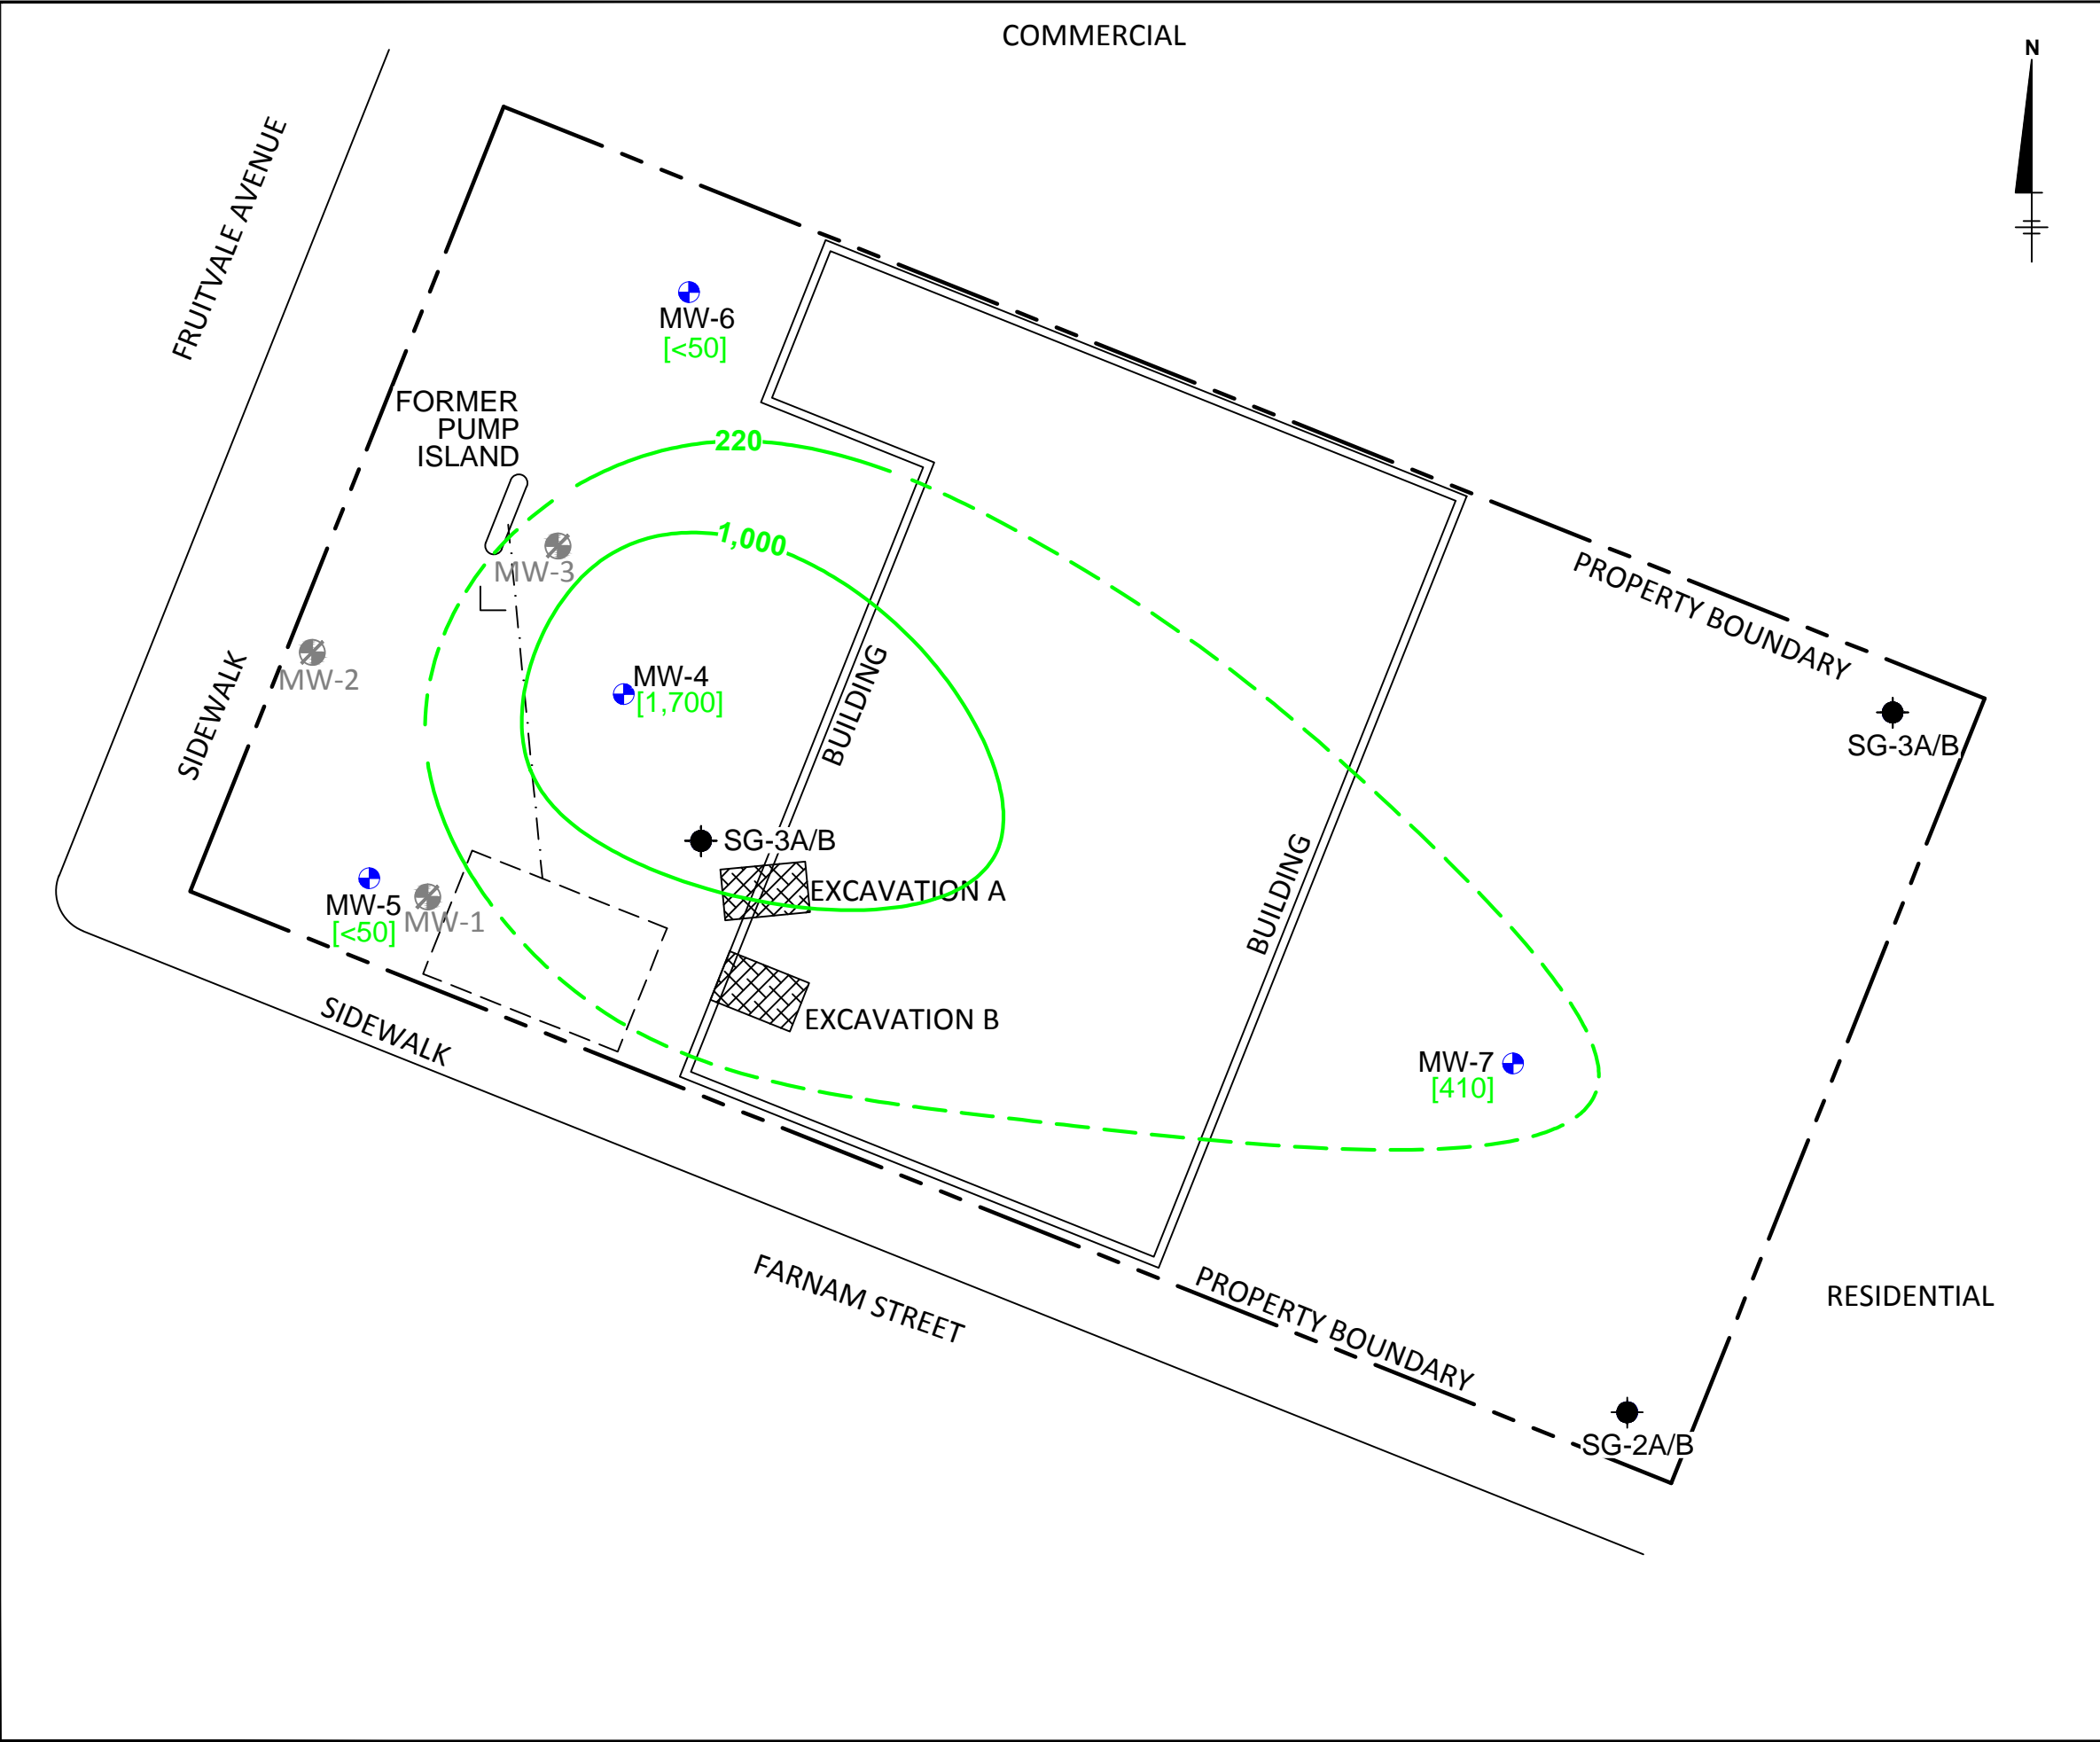 COMMERCIAL
N
FRUITVALE AVENUE
MW-6
[<50]
FORMER
PUMP
ISLAND
220
1,000
MW-3
PROPERTY BOUNDARY
MW-2
SIDEWALK
MW-4
[1,700]
BUILDING
SG-3A/B
SG-3A/B
EXCAVATION A
BUILDING
MW-5
[<50]
MW-1
EXCAVATION B
SIDEWALK
MW-7
[410]
FARNAM STREET
PROPERTY BOUNDARY
RESIDENTIAL
SG-2A/B